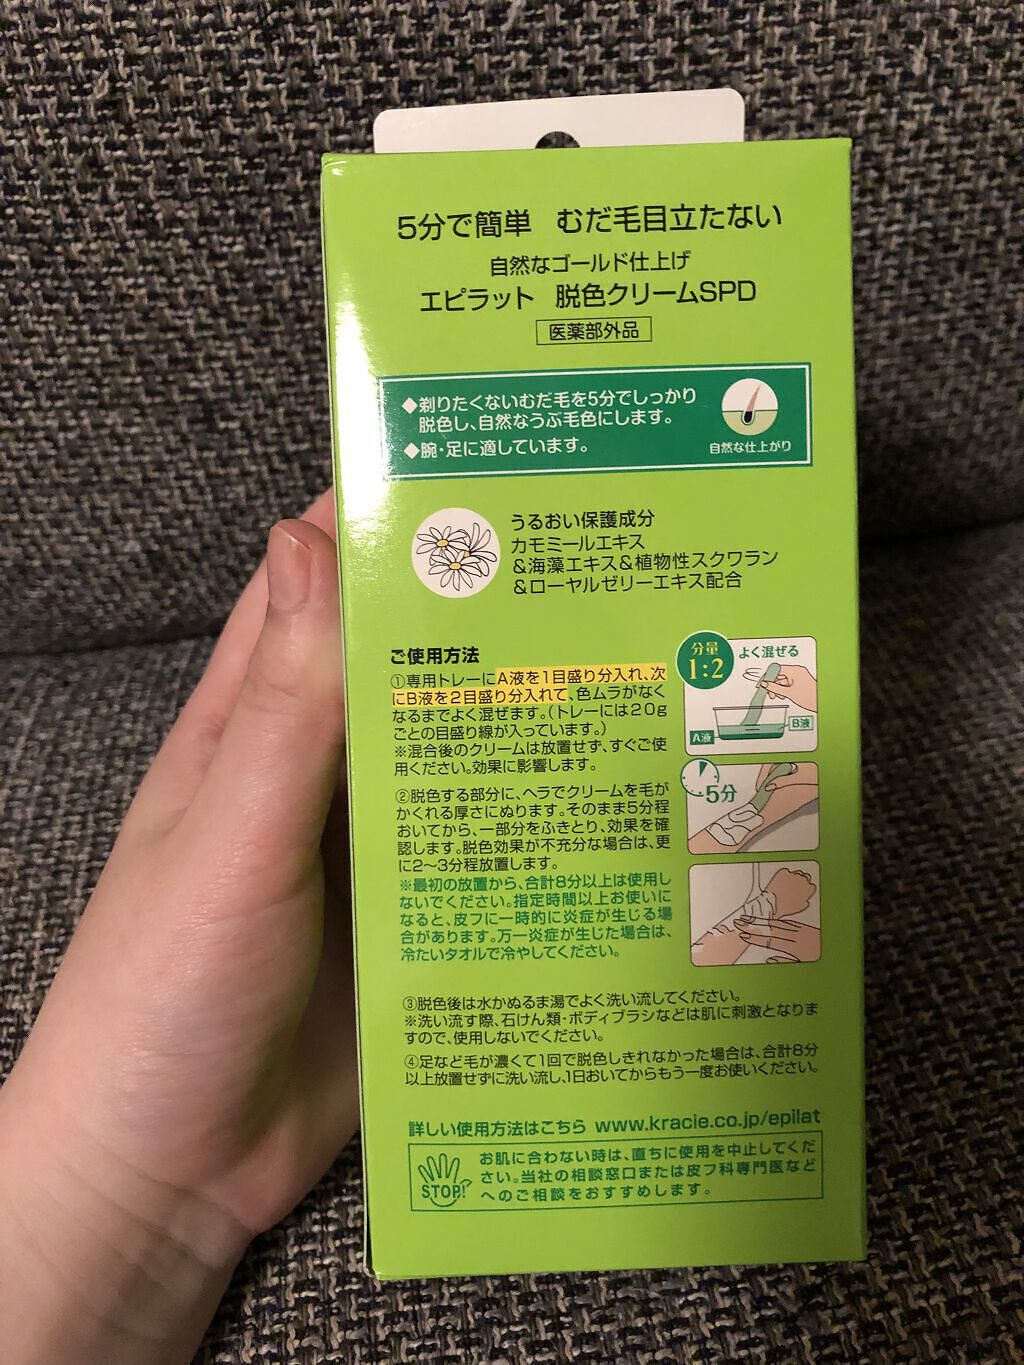 5分で簡単 むだ毛目立たない
自然なゴールド仕上げ
エピラット 脱色クリームSPD
医薬部外品
◆剃りたくないむだ毛を5分でしっかり
脱色し、自然なうぶ毛色にします。
◆腕・足に適しています。
自然な仕上がり
うるおい保護成分
カモミールエキス
&海藻エキス&植物性スクワラン
&ローヤルゼリーエキス配合
ご使用方法
①専用トレーにA液を1目盛り分入れ、次
にB液を2目盛り分入れて、色ムラがなく
なるまでよく混ぜます。(トレーには20g
ごとの目盛り線が入っています。)
※混合後のクリームは放置せず、すぐご使
用ください。効果に影響します。
分量
1:2
よく混ぜる
A液
B液
②脱色する部分に、ヘラでクリームを毛が
かくれる厚さにぬります。そのまま5分程
おいてから、一部分をふきとり、効果を確
認します。脱色効果が不充分な場合は、更
に2〜3分程放置します。
※最初の放置から、合計8分以上は使用し
ないでください。指定時間以上お使いに
なると、皮フに一時的に炎症が生じる場
合があります。万一炎症が生じた場合は、
冷たいタオルで冷やしてください。
5分
③脱色後は水かぬるま湯でよく洗い流してください。
※洗い流す際、石けん類・ボディブラシなどは肌に刺激となりま
すので、使用しないでください。
④足など毛が濃くて1回で脱色しきれなかった場合は、合計8分
以上放置せずに洗い流し、1日おいてからもう一度お使いください。
詳しい使用方法はこちら www.kracie.co.jp/epilat
STOP!
お肌に合わない時は、直ちに使用を中止してくだ
さい。当社の相談窓口または皮フ科専門医など
へのご相談をおすすめします。